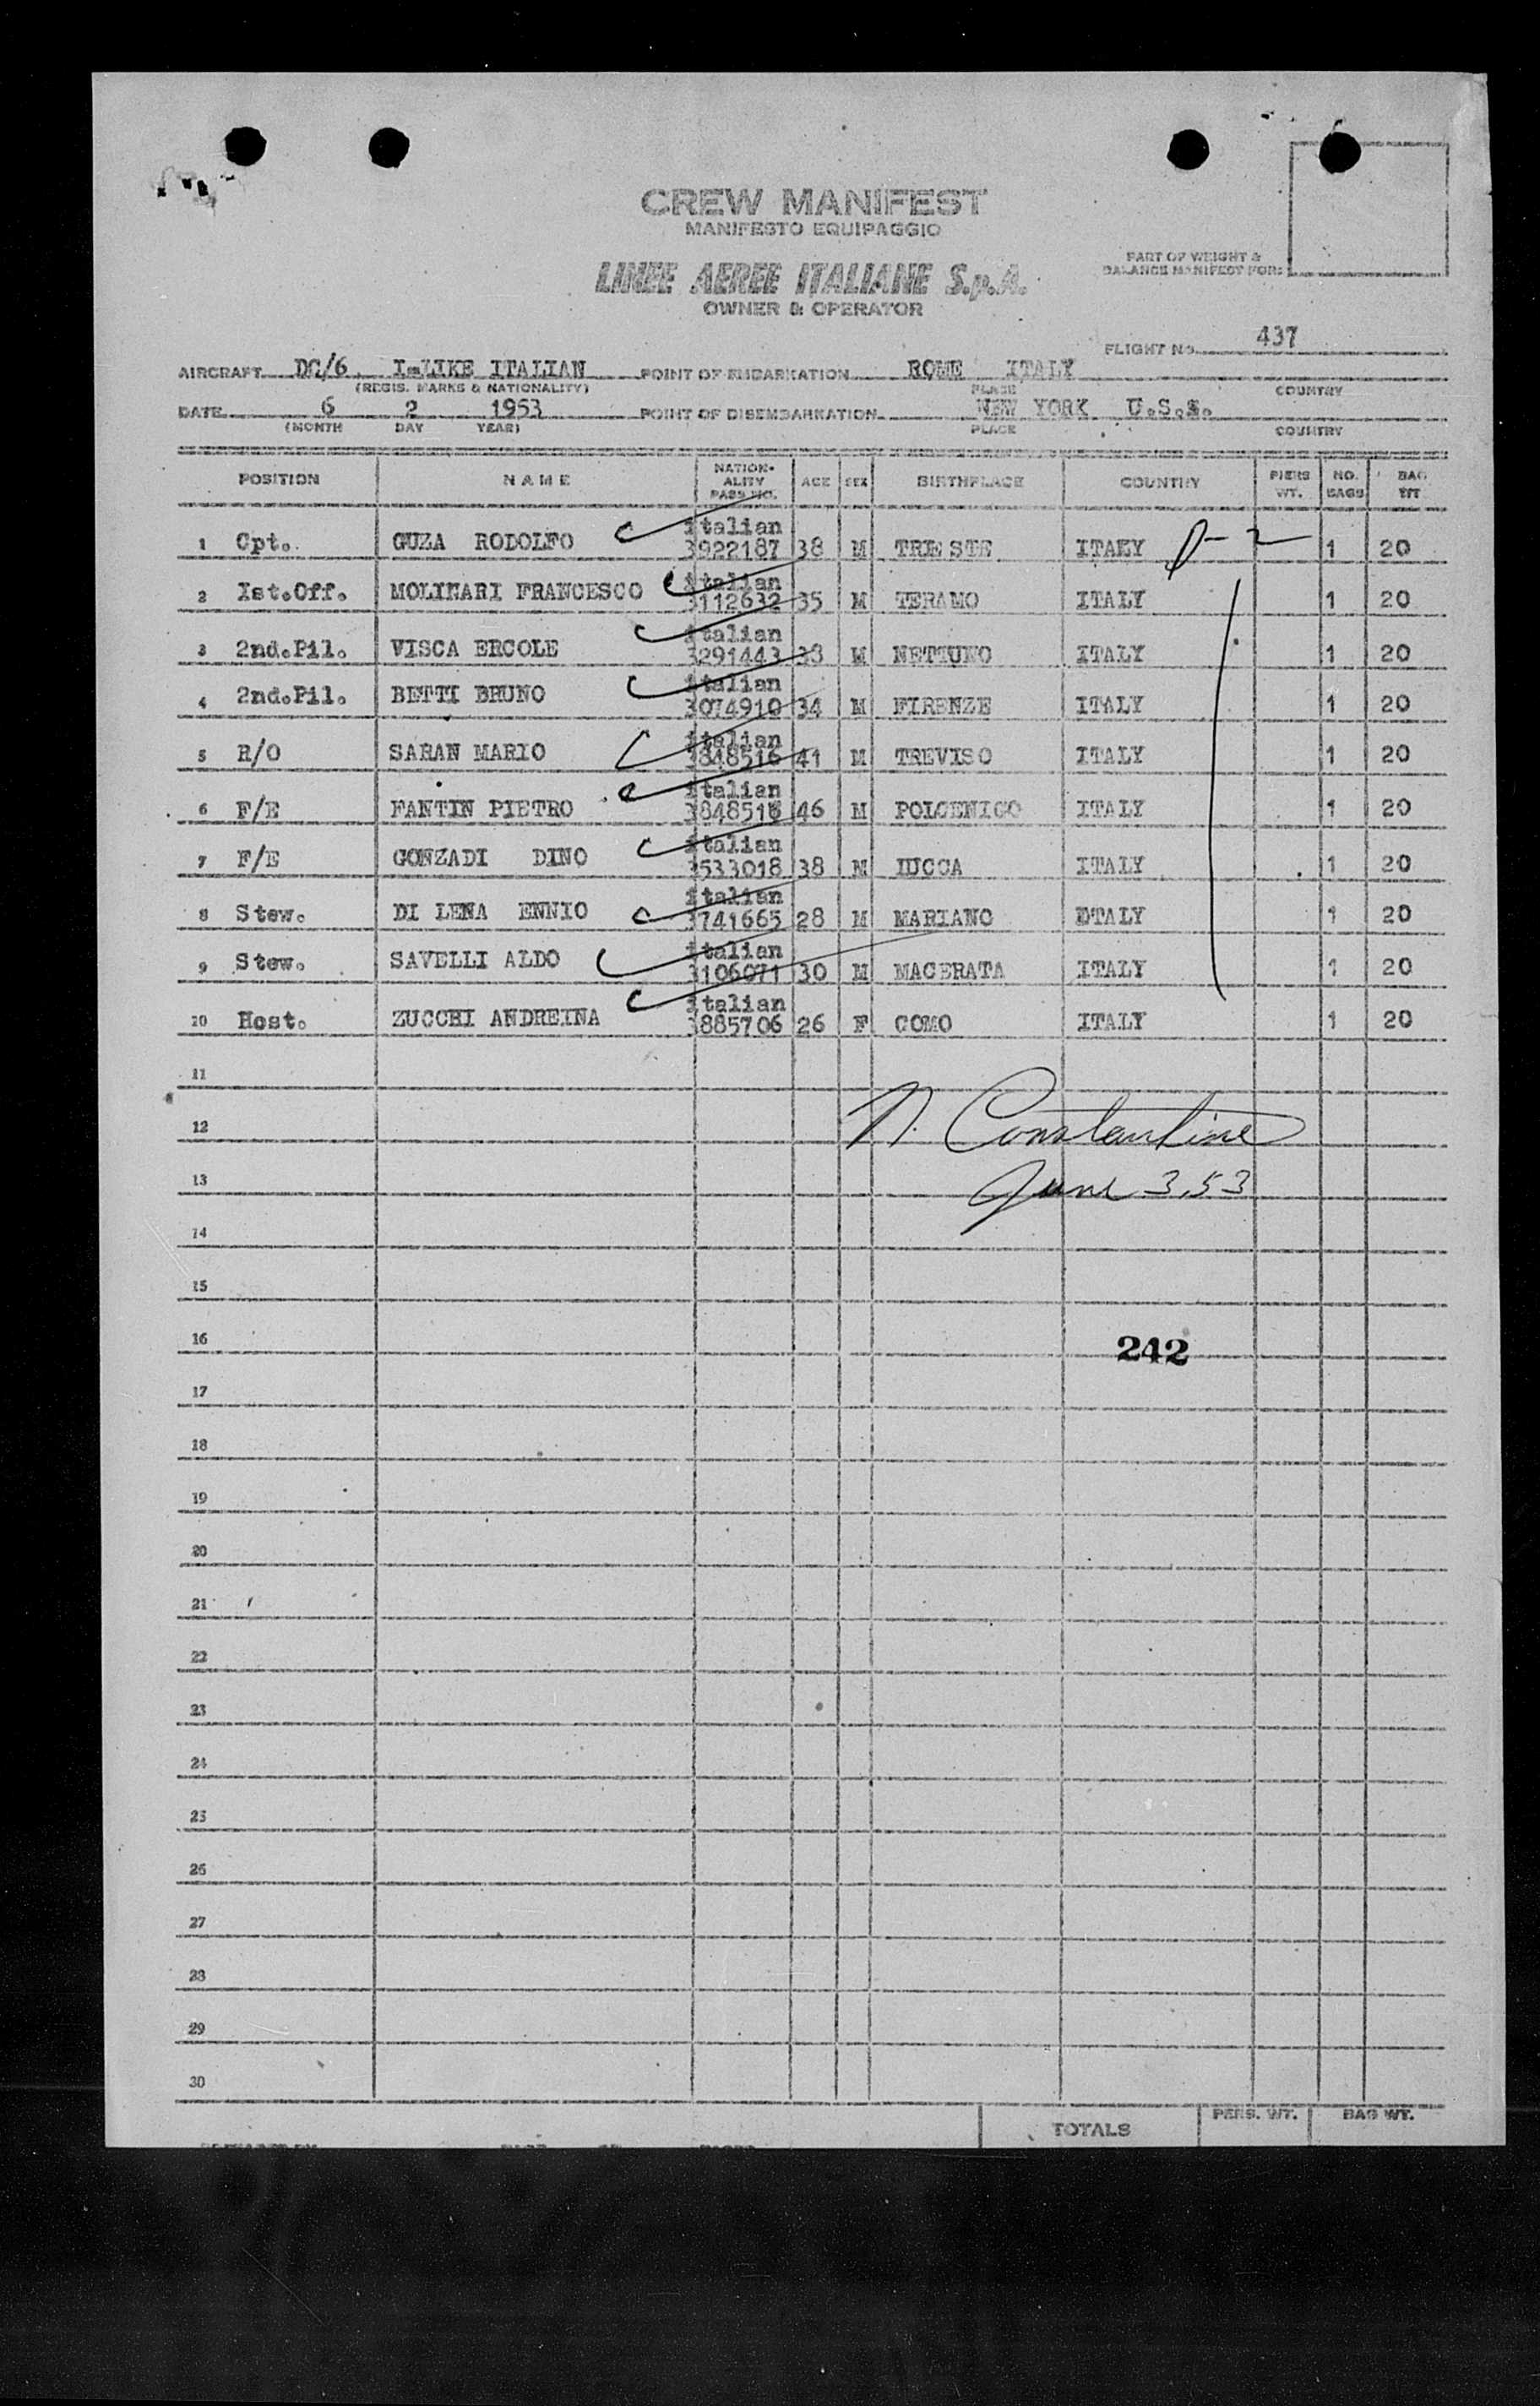 CREW MANIFEST
MANIFESTO EQUIPAGGIO
PART OF WEIGHT &
BALANCE MANIFEST FOR:
LINEE AEREE ITALIANE S.p.A.
OWNER & OPERATOR
FLIGHT NO. 437
AIRCRAFT DC/6 I-LIKE ITALIAN POINT OF EMBARKATION ROME ITALY
(REGIS. MARKS & NATIONALITY) PLACE COUNTRY
DATE 6 2 1953 POINT OF DISEMBARKATION NEW YORK U.S.
(MONTH DAY YEAR) PLACE COUNTRY
POSITION NAME NATION-ALITY PASS NO. AGE SEX BIRTHPLACE COUNTRY PERS WT. NO. BAGS BAG WT
1 Cpt. GUZA RODOLFO italian 3922187 38 M TRIESTE ITALY 1 20
2 Ist.Off. MOLINARI FRANCESCO italian 3112632 35 M TERAMO ITALY 1 20
3 2nd.Pil. VISCA ERCOLE italian 3291443 38 M NETTUNO ITALY 1 20
4 2nd.Pil. BETTI BRUNO italian 3074910 34 M FIRENZE ITALY 1 20
5 R/O SARAN MARIO italian 3848516 41 M TREVISO ITALY 1 20
6 F/E FANTIN PIETRO italian 46 M POLCENICO ITALY 1 20
7 F/E GONZADI DINO italian 3533018 38 M LUCCA ITALY 1 20
8 Stew. DI LENA ENNIO italian 3741665 28 M MARIANO DTALY 1 20
9 Stew. SAVELLI ALDO italian 3106071 30 M MACERATA ITALY 1 20
10 Host. ZUCCHI ANDREINA italian 3885706 26 F COMO ITALY 1 20
11
12 N. Constantine
13 June 3, 53
14
15
16 242
17
18
19
20
21
22
23
24
25
26
27
28
29
30
TOTALS PERS. WT. BAG WT.